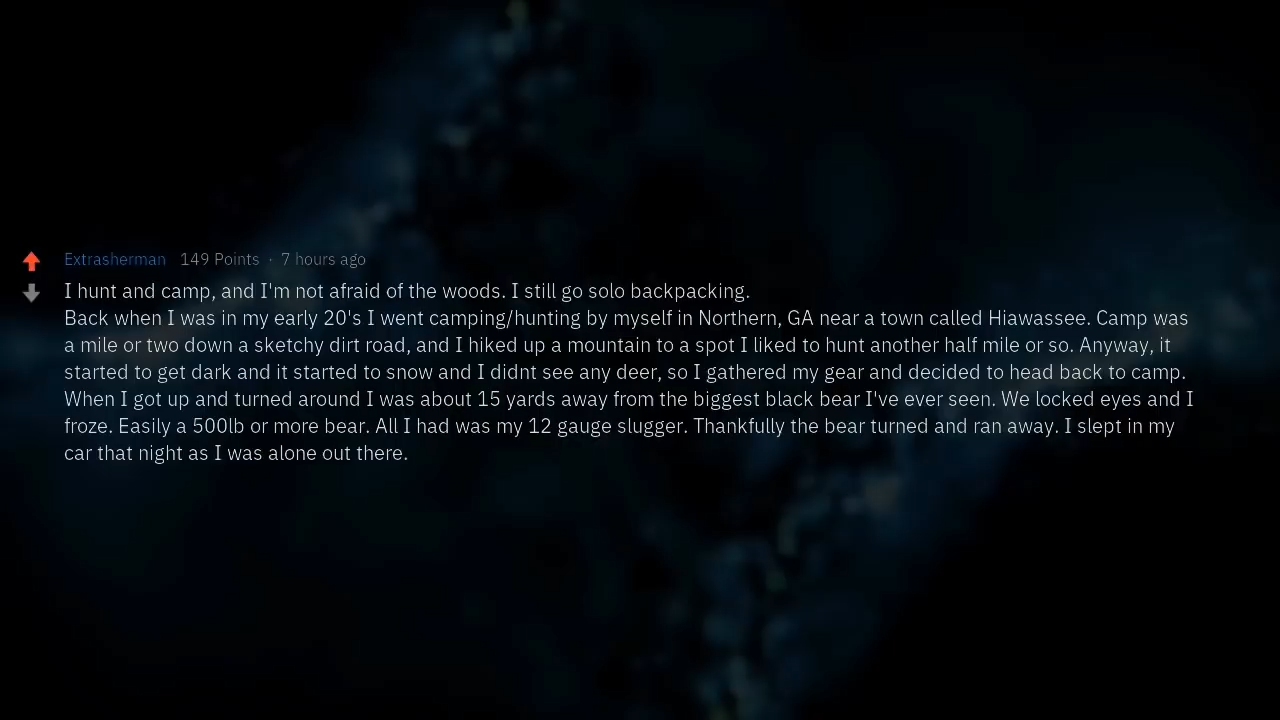 Extrasherman 149 Points · 7 hours ago
I hunt and camp, and I'm not afraid of the woods. I still go solo backpacking.
Back when I was in my early 20's I went camping/hunting by myself in Northern, GA near a town called Hiawassee. Camp was
a mile or two down a sketchy dirt road, and I hiked up a mountain to a spot I liked to hunt another half mile or so. Anyway, it
started to get dark and it started to snow and I didnt see any deer, so I gathered my gear and decided to head back to camp.
When I got up and turned around I was about 15 yards away from the biggest black bear I've ever seen. We locked eyes and I
froze. Easily a 500lb or more bear. All I had was my 12 gauge slugger. Thankfully the bear turned and ran away. I slept in my
car that night as I was alone out there.